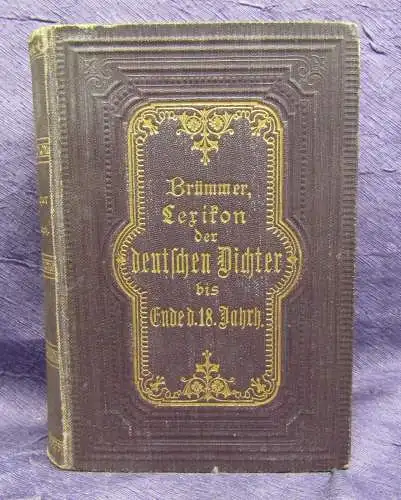 Brümmer,
Lexikon
der
deutschen Dichter
bis
Ende d. 18. Jahrh.